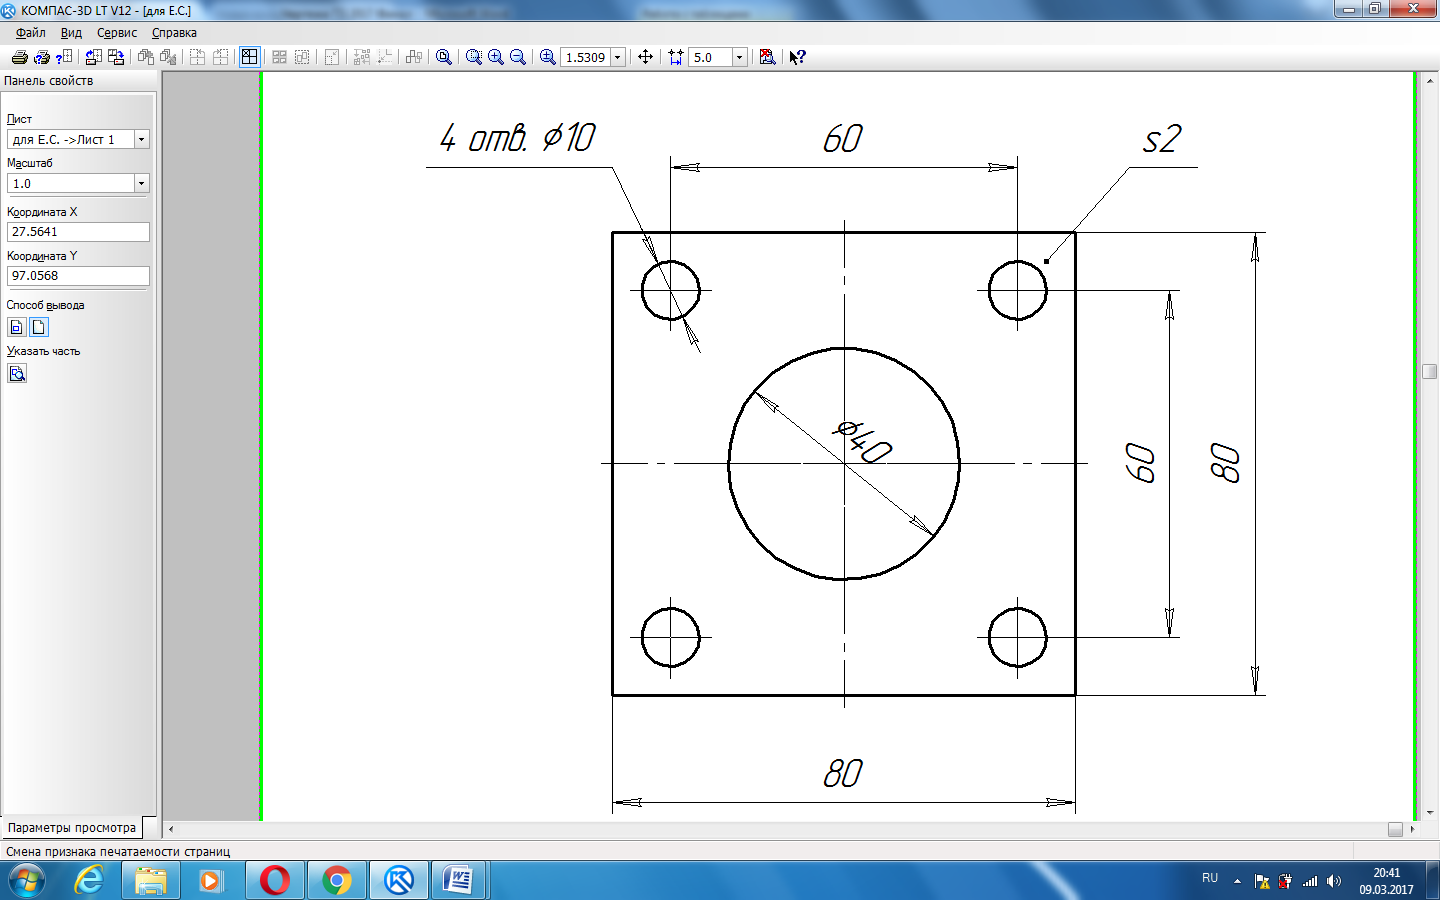 КОМПАС-3D LT V12 - [для Е.С.]
Файл Вид Сервис Справка
1.5309 5.0
Панель свойств
Лист
для Е.С. ->Лист 1
Масштаб
1.0
Координата X
27.5641
Координата Y
97.0568
Способ вывода
Указать часть
4 отв. ϕ10
60
s2
ϕ40
60
80
80
Параметры просмотра
Смена признака печатаемости страниц
RU
20:41
09.03.2017